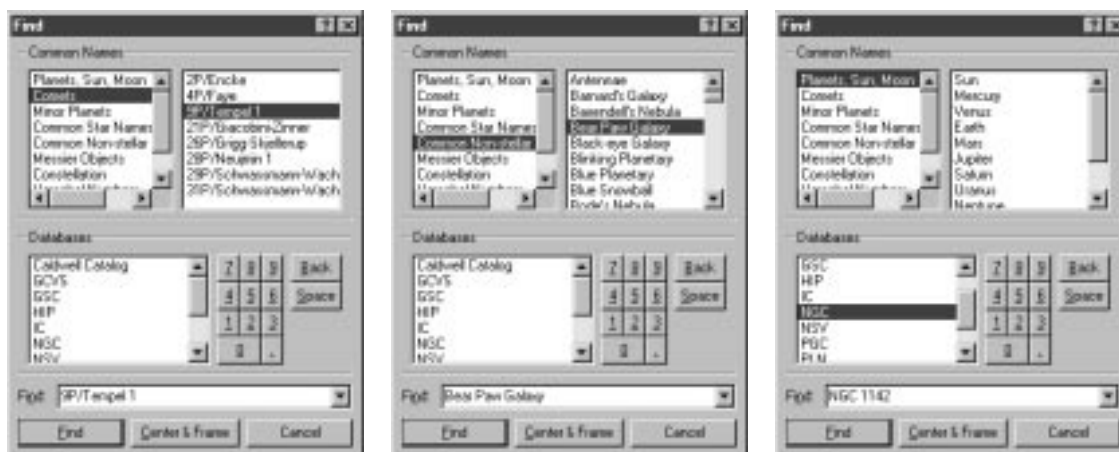 Find
Common Names
Planets, Sun, Moon
Comets
Minor Planets
Common Star Names
Common Non-stellar
Messier Objects
Constellation
2P/Encke
4P/Faye
9P/Tempel 1
21P/Giacobini-Zinner
26P/Grigg-Skjellerup
28P/Neujmin 1
29P/Schwassmann-Wach
31P/Schwassmann-Wach
Databases
Caldwell Catalog
GCVS
GSC
HIP
IC
NGC
NSV
7 8 9 Back
4 5 6 Space
1 2 3
0 .
Find: 9P/Tempel 1
Find Center & Frame Cancel
Find
Common Names
Planets, Sun, Moon
Comets
Minor Planets
Common Star Names
Common Non-stellar
Messier Objects
Constellation
Antennae
Barnard's Galaxy
Bear Paw Galaxy
Black-eye Galaxy
Blinking Planetary
Blue Planetary
Blue Snowball
Bode's Nebula
Databases
Caldwell Catalog
GCVS
GSC
HIP
IC
NGC
NSV
7 8 9 Back
4 5 6 Space
1 2 3
0 .
Find: Bear Paw Galaxy
Find Center & Frame Cancel
Find
Common Names
Planets, Sun, Moon
Comets
Minor Planets
Common Star Names
Common Non-stellar
Messier Objects
Constellation
Sun
Mercury
Venus
Earth
Mars
Jupiter
Saturn
Uranus
Neptune
Databases
GSC
HIP
IC
NGC
NSV
PGC
PLN
7 8 9 Back
4 5 6 Space
1 2 3
0 .
Find: NGC 1142
Find Center & Frame Cancel